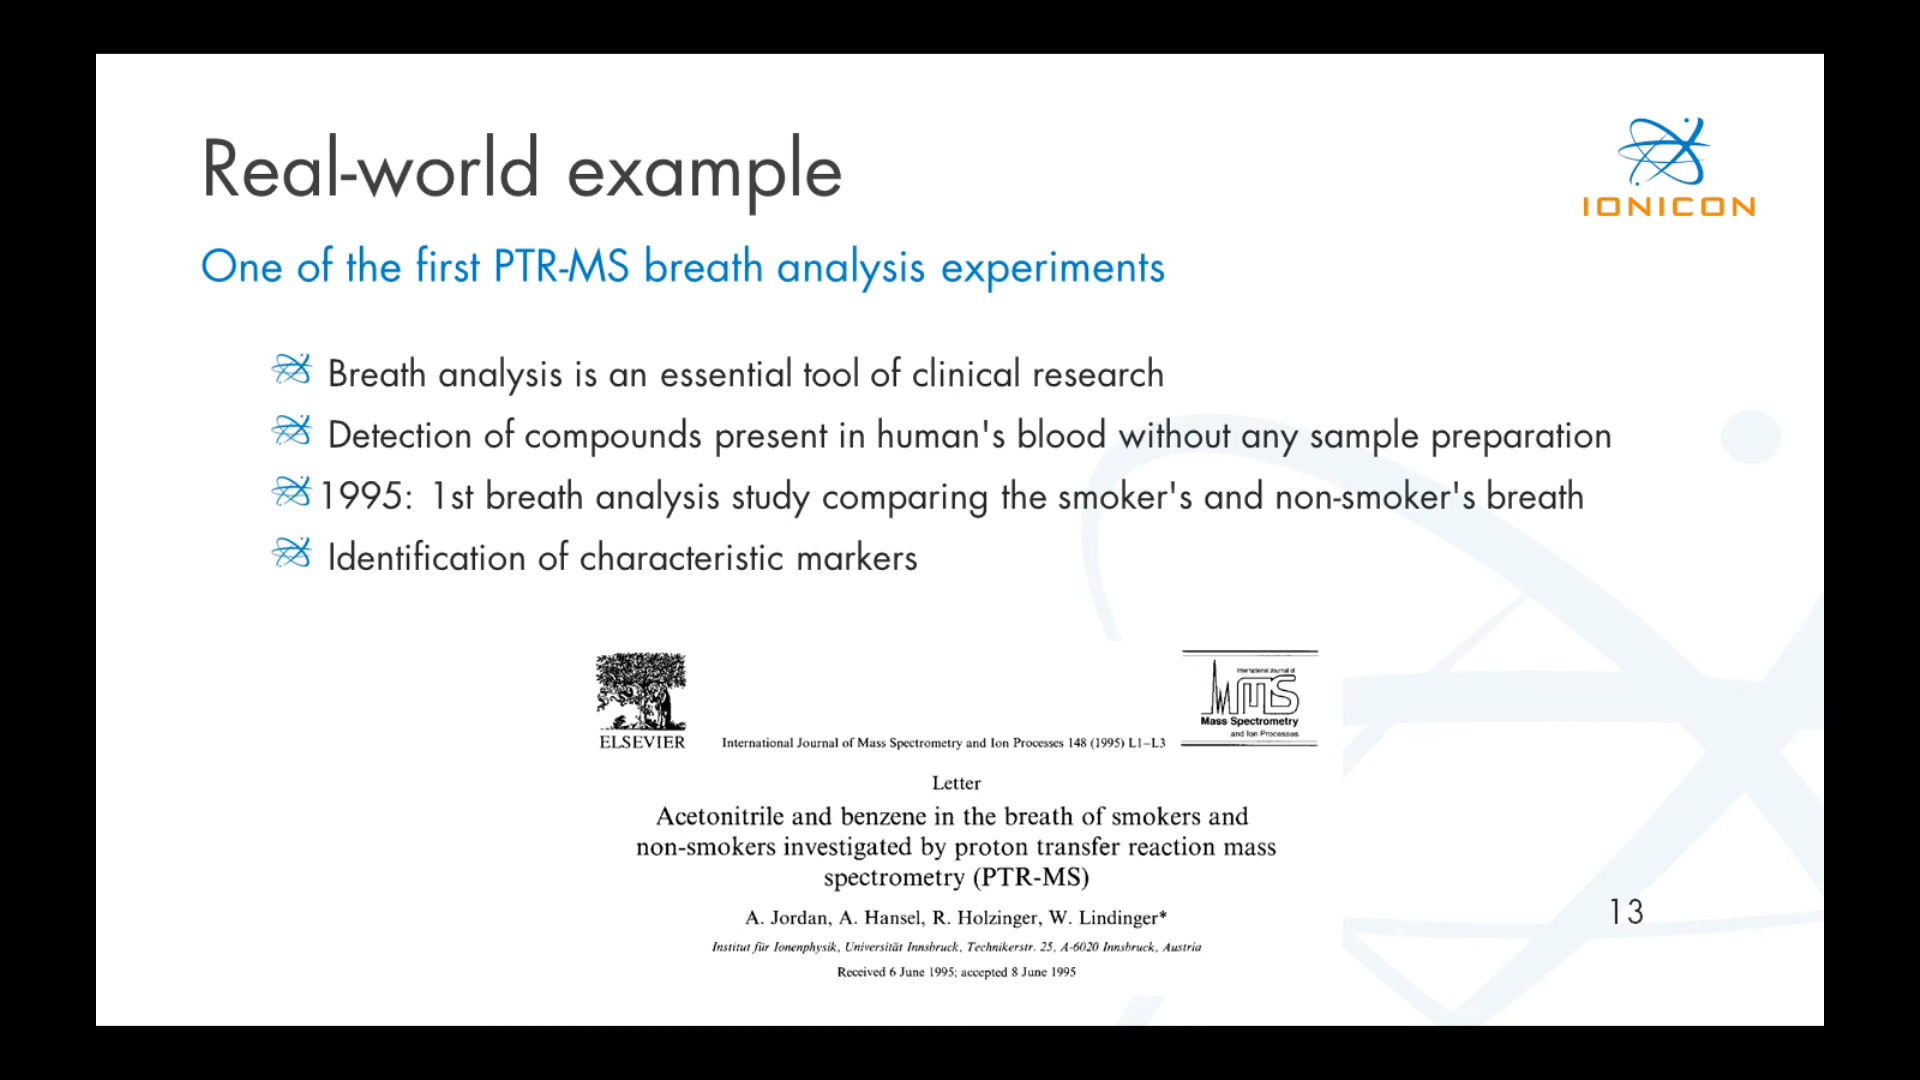 Real-world example
IONICON
One of the first PTR-MS breath analysis experiments
Breath analysis is an essential tool of clinical research
Detection of compounds present in human's blood without any sample preparation
1995: 1st breath analysis study comparing the smoker's and non-smoker's breath
Identification of characteristic markers
International Journal of
MS
Mass Spectrometry
and Ion Processes
ELSEVIER
International Journal of Mass Spectrometry and Ion Processes 148 (1995) L1-L3
Letter
Acetonitrile and benzene in the breath of smokers and
non-smokers investigated by proton transfer reaction mass
spectrometry (PTR-MS)
A. Jordan, A. Hansel, R. Holzinger, W. Lindinger*
Institut für Ionenphysik, Universität Innsbruck, Technikerstr. 25, A-6020 Innsbruck, Austria
Received 6 June 1995; accepted 8 June 1995
13